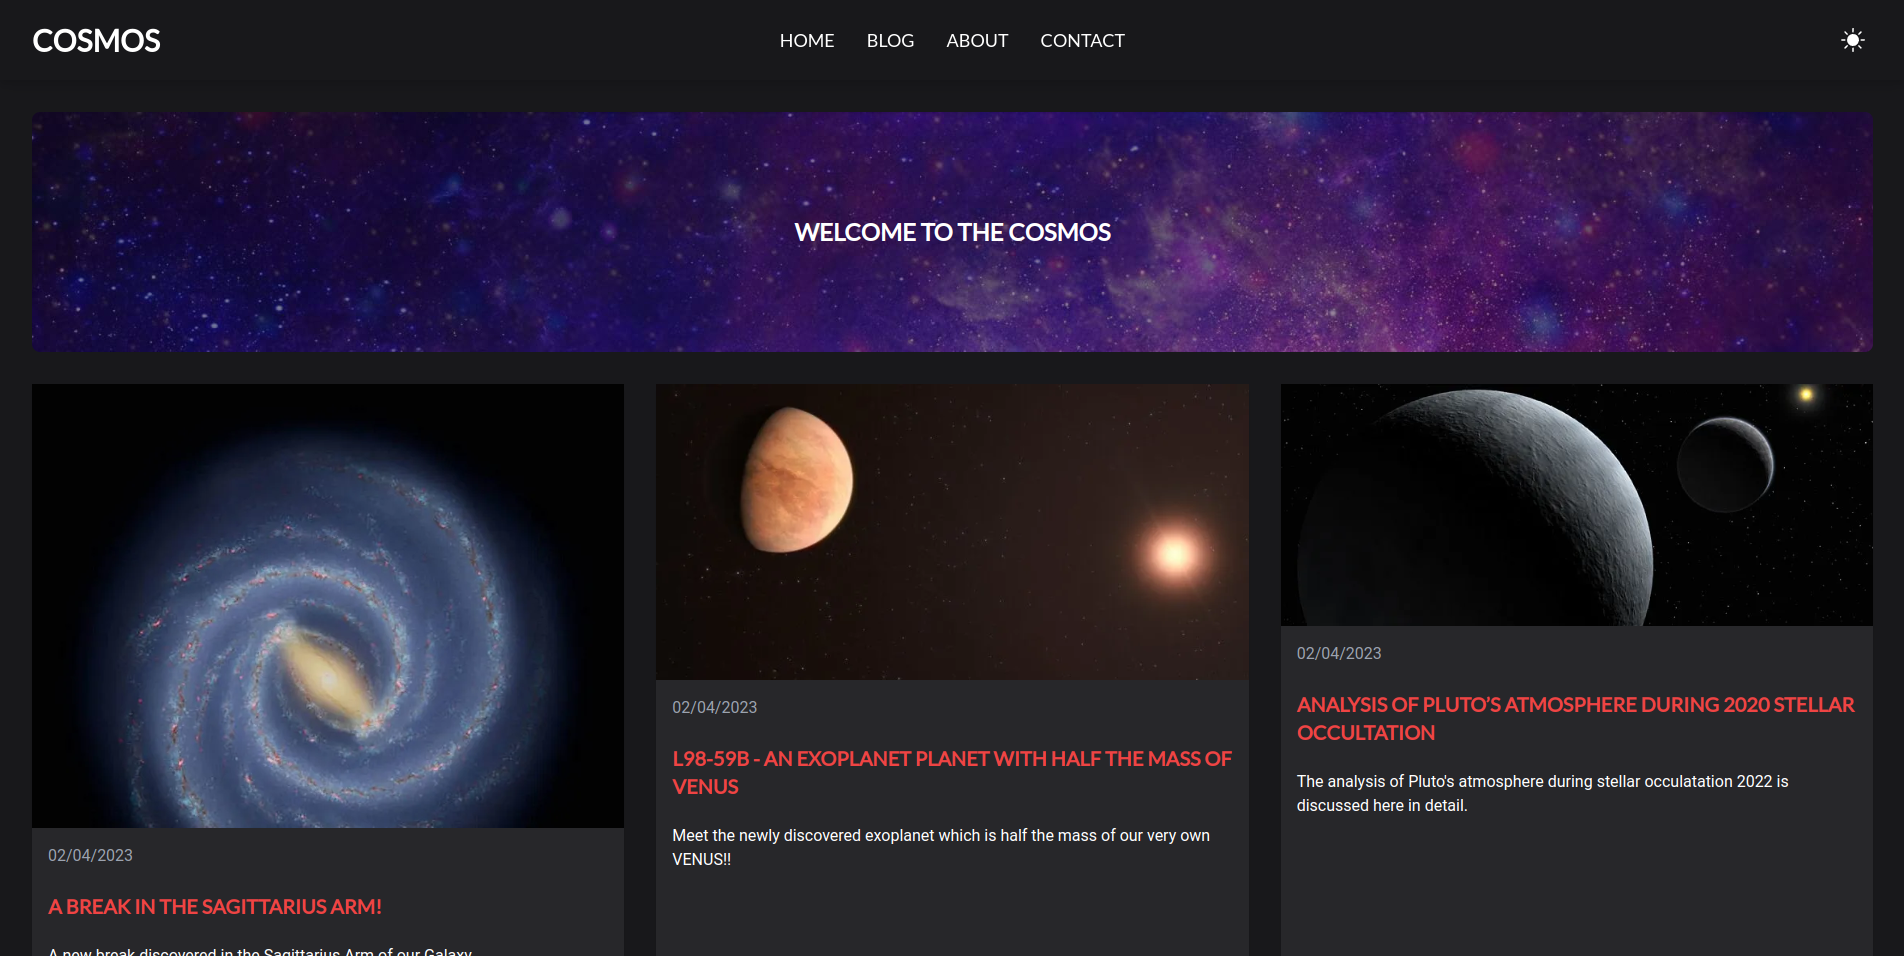 COSMOS
HOME BLOG ABOUT CONTACT
WELCOME TO THE COSMOS
02/04/2023
A BREAK IN THE SAGITTARIUS ARM!
A new break discovered in the Sagittarius Arm of our Galaxy
02/04/2023
L98-59B - AN EXOPLANET PLANET WITH HALF THE MASS OF
VENUS
Meet the newly discovered exoplanet which is half the mass of our very own
VENUS!!
02/04/2023
ANALYSIS OF PLUTO'S ATMOSPHERE DURING 2020 STELLAR
OCCULTATION
The analysis of Pluto's atmosphere during stellar occulatation 2022 is
discussed here in detail.